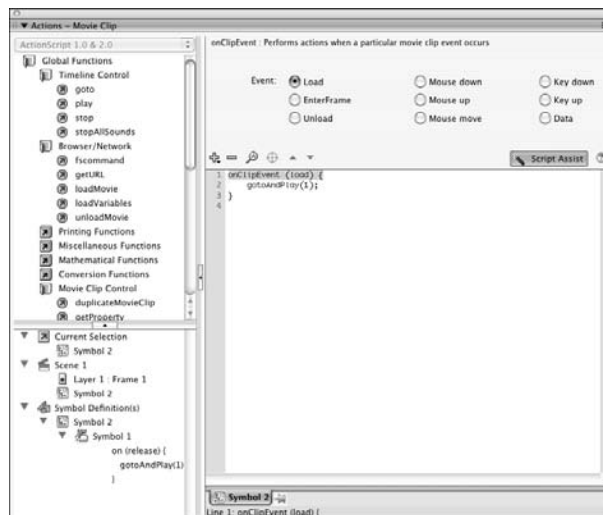 Actions – Movie Clip
ActionScript 1.0 & 2.0
Global Functions
Timeline Control
goto
play
stop
stopAllSounds
Browser/Network
fscommand
getURL
loadMovie
loadVariables
unloadMovie
Printing Functions
Miscellaneous Functions
Mathematical Functions
Conversion Functions
Movie Clip Control
duplicateMovieClip
getProperty
Current Selection
Symbol 2
Scene 1
Layer 1 : Frame 1
Symbol 2
Symbol Definition(s)
Symbol 2
Symbol 1
on (release) {
gotoAndPlay(1)
}
onClipEvent : Performs actions when a particular movie clip event occurs
Event: Load Mouse down Key down
EnterFrame Mouse up Key up
Unload Mouse move Data
Script Assist
1 onClipEvent (load) {
2 gotoAndPlay(1);
3 }
4
Symbol 2
Line 1: onClipEvent (load) {